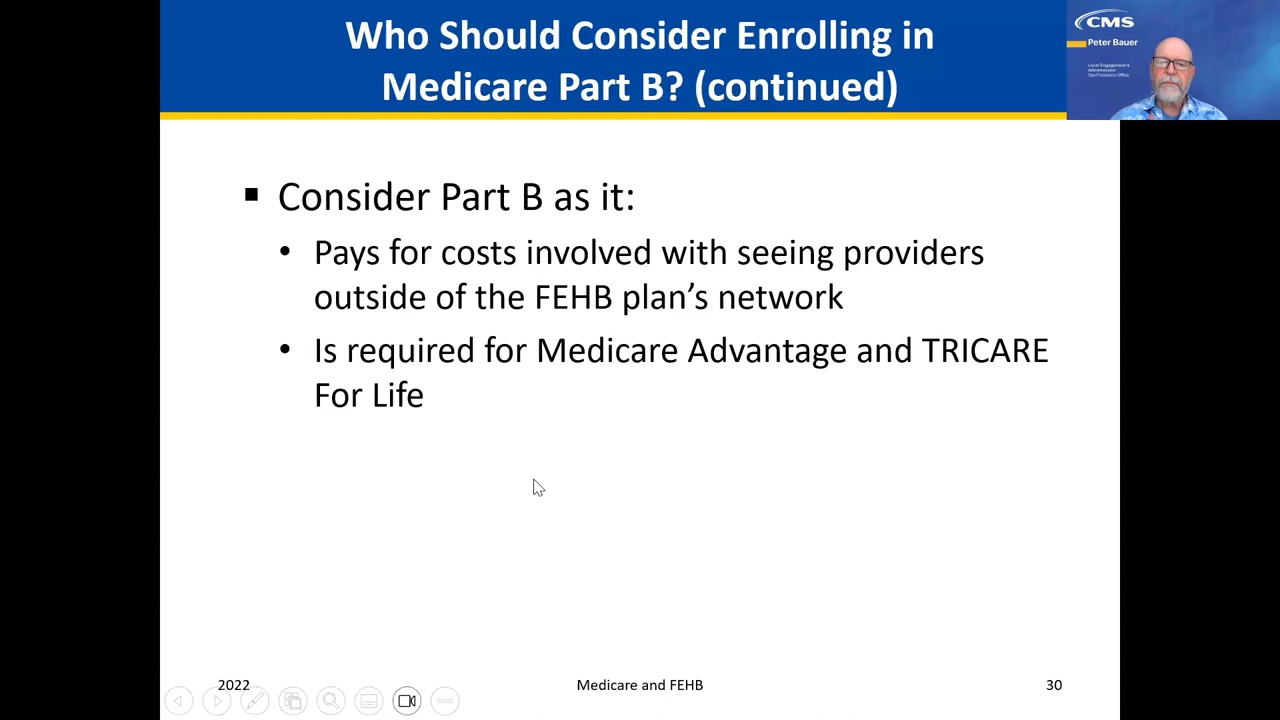 Who Should Consider Enrolling in
Medicare Part B? (continued)
CMS
Peter Bauer
Local Engagement &
Administration
San Francisco Office
▪ Consider Part B as it:
• Pays for costs involved with seeing providers
outside of the FEHB plan’s network
• Is required for Medicare Advantage and TRICARE
For Life
2022
Medicare and FEHB
30